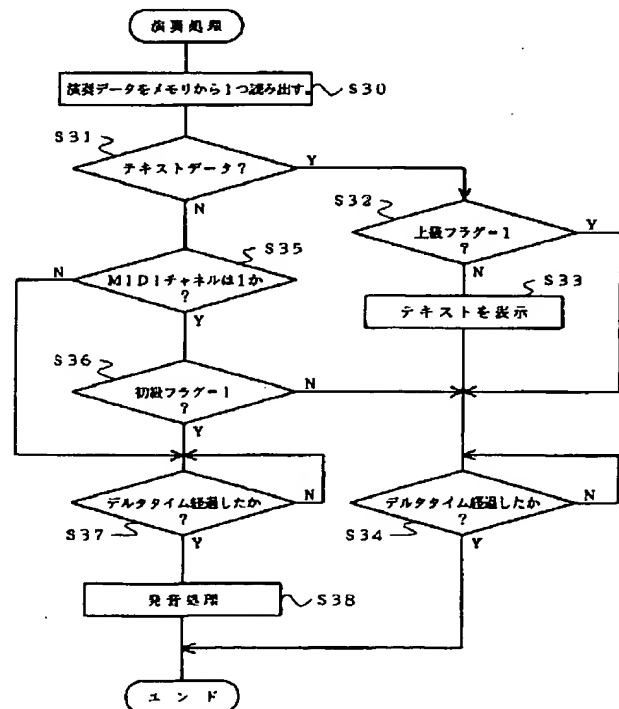 演奏処理
演奏データをメモリから1つ読み出す。 S30
S31
テキストデータ? Y
N
S32
上級フラグ=1 Y
?
N
S35
N MIDIチャネルは1か
?
Y
S33
テキストを表示
S36
初級フラグ=1 N
?
Y
デルタタイム経過したか N
?
S37
Y
デルタタイム経過したか N
?
S34
Y
発音処理 S38
エンド